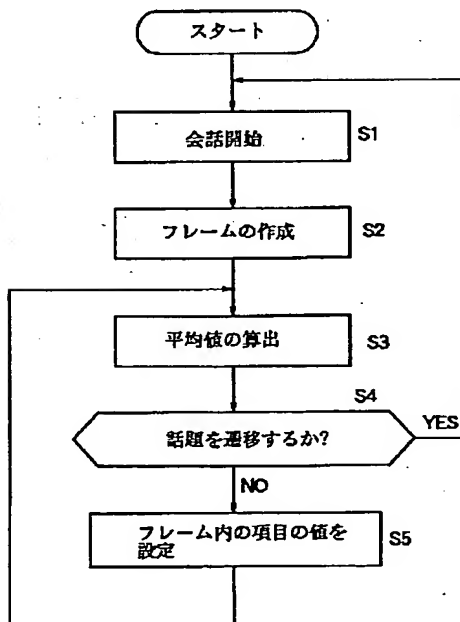 スタート
会話開始
S1
フレームの作成
S2
平均値の算出
S3
S4
話題を遷移するか?
YES
NO
フレーム内の項目の値を
設定
S5